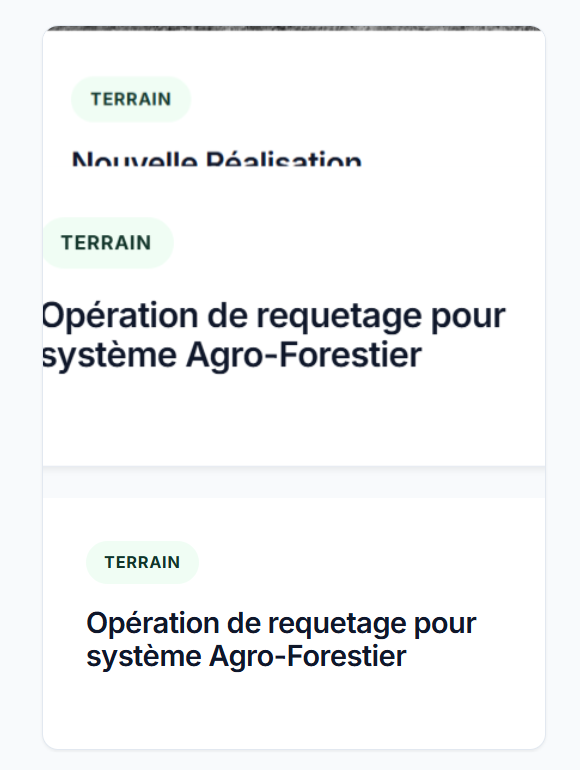 TERRAIN
Nouvelle Réalisation
TERRAIN
Opération de requetage pour
système Agro-Forestier
TERRAIN
Opération de requetage pour
système Agro-Forestier